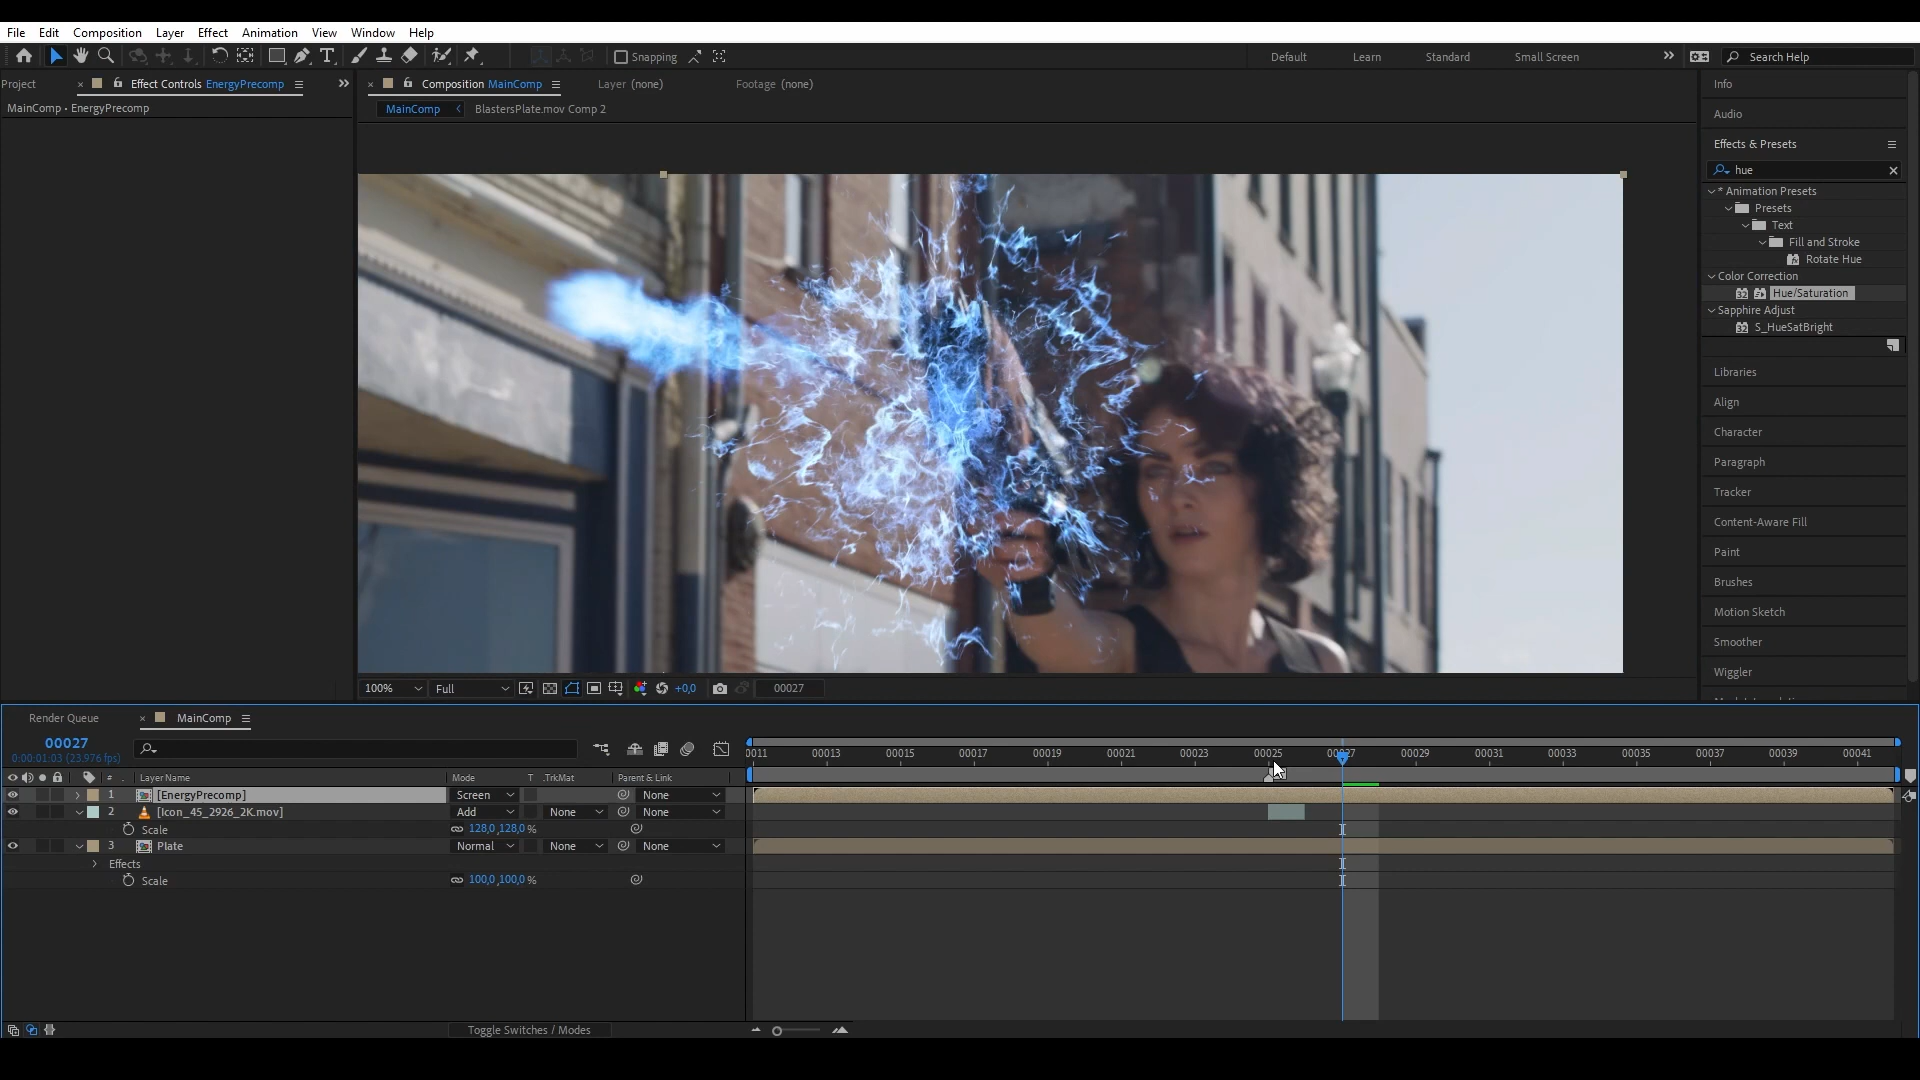 File Edit Composition Layer Effect Animation View Window Help
Snapping Default Learn Standard Small Screen Search Help
Project Effect Controls EnergyPrecomp Composition MainComp Layer (none) Footage (none) Info
MainComp • EnergyPrecomp MainComp BlastersPlate.mov Comp 2
Audio
Effects & Presets
hue
* Animation Presets
Presets
Text
Fill and Stroke
Rotate Hue
Color Correction
32 Hue/Saturation
Sapphire Adjust
32 S_HueSatBright
Libraries
Align
Character
Paragraph
Tracker
Content-Aware Fill
Paint
Brushes
Motion Sketch
Smoother
Wiggler
100% Full +0,0 00027
Render Queue MainComp
00027
0:00:01:03 (23.976 fps)
0011 00013 00015 00017 00019 00021 00023 00025 00029 00031 00033 00035 00037 00039 00041
# Layer Name Mode T .TrkMat Parent & Link
1 [EnergyPrecomp] Screen None
2 [Icon_45_2926_2K.mov] Add None None
Scale 128,0,128,0%
3 Plate Normal None None
Effects
Scale 100,0,100,0%
Toggle Switches / Modes